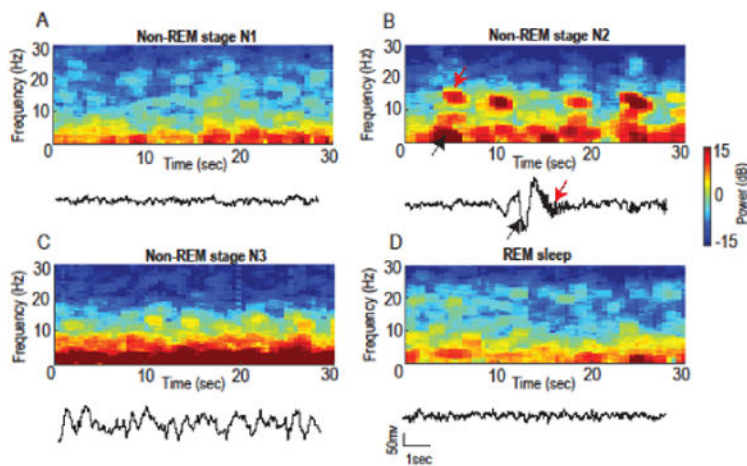 A
Non-REM stage N1
Frequency (Hz)
30
20
10
0
10
20
30
Time (sec)
B
Non-REM stage N2
Frequency (Hz)
30
20
10
0
10
20
30
Time (sec)
15
0
-15
Power (dB)
C
Non-REM stage N3
Frequency (Hz)
30
20
10
0
10
20
30
Time (sec)
D
REM sleep
Frequency (Hz)
30
20
10
0
10
20
30
Time (sec)
50mv
1sec